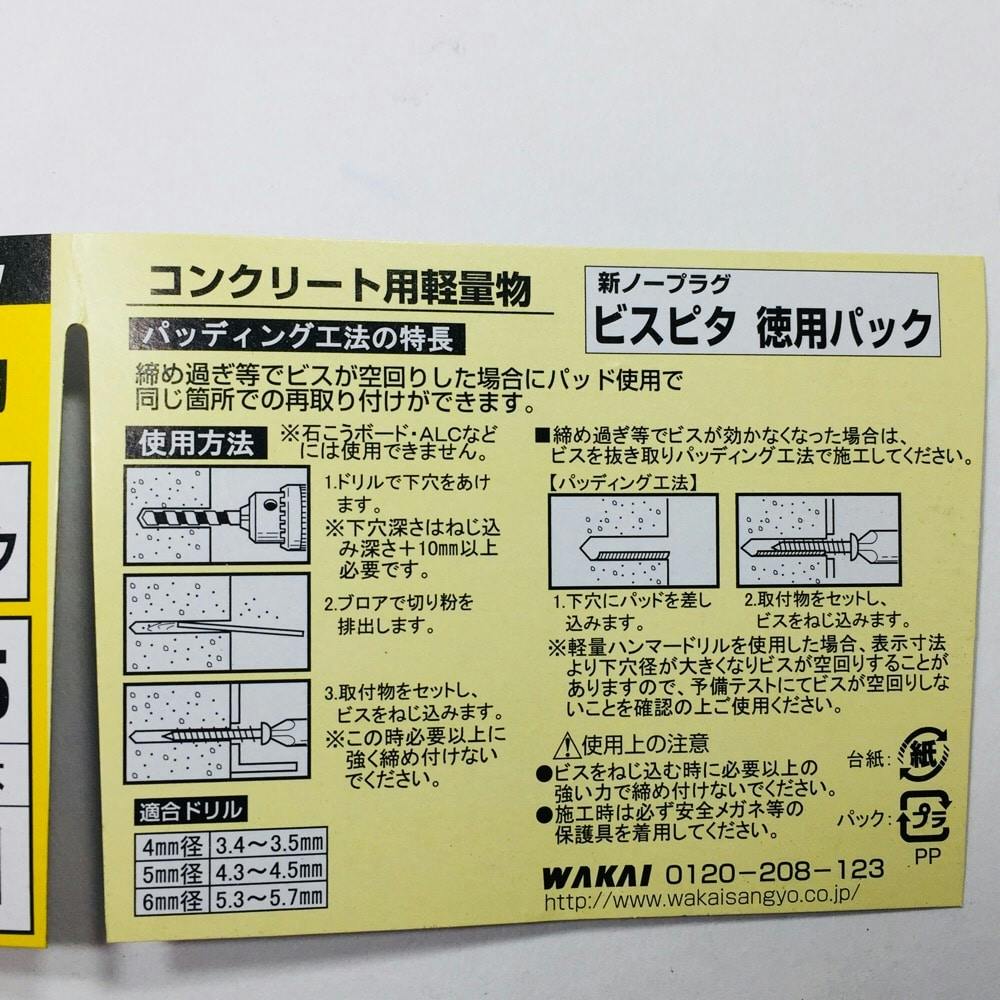 コンクリート用軽量物
新ノープラグ
ビスピタ 徳用パック
パッディング工法の特長
締め過ぎ等でビスが空回りした場合にパッド使用で
同じ箇所での再取り付けができます。
使用方法
※石こうボード・ALCなど
には使用できません。
1.ドリルで下穴をあけ
ます。
※下穴深さはねじ込
み深さ＋10mm以上
必要です。
2.ブロアで切り粉を
排出します。
3.取付物をセットし、
ビスをねじ込みます。
※この時必要以上に
強く締め付けない
でください。
適合ドリル
4mm径 3.4～3.5mm
5mm径 4.3～4.5mm
6mm径 5.3～5.7mm
■締め過ぎ等でビスが効かなくなった場合は、
ビスを抜き取りパッディング工法で施工してください。
【パッディング工法】
1.下穴にパッドを差し
込みます。
2.取付物をセットし、
ビスをねじ込みます。
※軽量ハンマードリルを使用した場合、表示寸法
より下穴径が大きくなりビスが空回りすることが
ありますので、予備テストにてビスが空回りしな
いことを確認の上ご使用ください。
⚠使用上の注意
●ビスをねじ込む時に必要以上の
強い力で締め付けないでください。
●施工時は必ず安全メガネ等の
保護具を着用してください。
台紙: 紙
パック: プラ
PP
WAKAI 0120-208-123
http://www.wakaisangyo.co.jp/